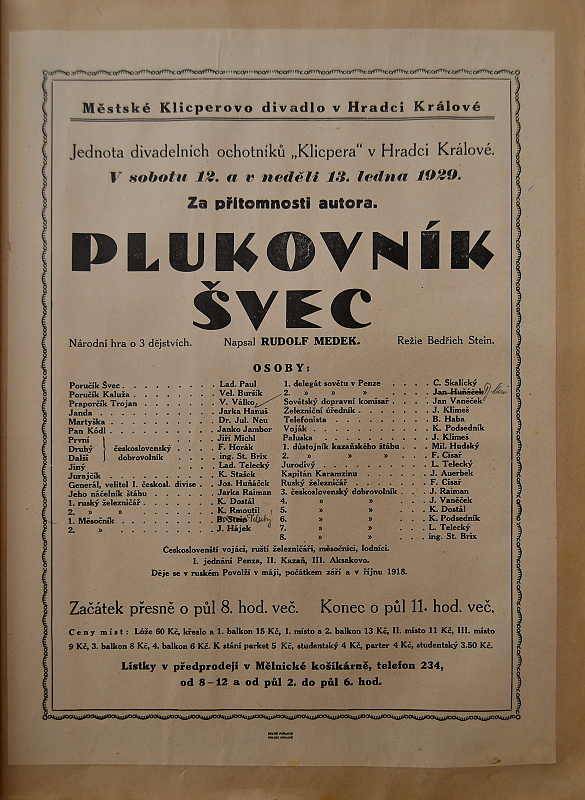 Městské Klicperovo divadlo v Hradci Králové
Jednota divadelních ochotníků „Klicpera“ v Hradci Králové.
V sobotu 12. a v neděli 13. ledna 1929.
Za přítomnosti autora.
PLUKOVNÍK
ŠVEC
Národní hra o 3 dějstvích. Napsal RUDOLF MEDEK. Režie Bedřich Stein.
OSOBY:
Poručík Švec . . . . . . . . . . Lad. Paul
Poručík Kaluža . . . . . . . . . Vel. Buršík
Praporčík Trojan . . . . . . . . V. Válko
Janda . . . . . . . . . . . . Jarka Hanuš
Martyška . . . . . . . . . . . Dr. Jul. Neu
Pan Kódl . . . . . . . . . . . Janko Jambor
První . . . . . . . . . Jiří Michl
Druhý } československý . . . . . F. Horák
Další dobrovolník . . . . . ing. St. Brix
Jiný . . . . . . . . . Lad. Telecký
Jurajčík . . . . . . . . . . . K. Stašek
Generál, velitel I. českosl. divise . Jos. Huňáček
Jeho náčelník štábu . . . . . . . Jarka Raiman
1. ruský železničář . . . . . . . K. Dostál
2. » » . . . . . . . K. Rmoutil
1. Měsočník . . . . . . . . . . B. Stein Telecký
2. » . . . . . . . . . . J. Hájek
1. delegát sovětu v Penze . . . . . C. Skalický
2. » » » . . . . . Jan Huňáček
Sovětský dopravní komisař . . . . Jan Vaněček
Železniční úředník . . . . . . . J. Klimeš
Telefonista . . . . . . . . . . B. Haba
Voják . . . . . . . . . . . . K. Podsedník
Paluska . . . . . . . . . . . J. Klimeš
1. důstojník kazaňského štábu . . . Mil. Hudský
2. » » » . . . F. Císař
Jurodivý . . . . . . . . . . . L. Telecký
Kapitán Karamzinu . . . . . . . J. Auerbek
Ruský železničář . . . . . . . . F. Císař
3. československý dobrovolník . . . J. Raiman
4. » » . . . J. Vaněček
5. » » . . . K. Dostál
6. » » . . . K. Podsedník
7. » » . . . L. Telecký
8. » » . . . ing. St. Brix
Českoslovenští vojáci, ruští železničáři, měsočníci, lodníci.
I. jednání Penza, II. Kazaň, III. Aksakovo.
Děje se v ruském Povolží v máji, počátkem září a v říjnu 1918.
Začátek přesně o půl 8. hod. več. Konec o půl 11. hod. več.
Ceny míst: Lóže 60 Kč, křeslo a 1. balkon 15 Kč, I. místo a 2. balkon 13 Kč, II. místo 11 Kč, III. místo
9 Kč, 3. balkon 8 Kč, 4. balkon 6 Kč. K stání parket 5 Kč, studentský 4 Kč, parter 4 Kč, studentský 3.50 Kč.
Lístky v předprodeji v Mělnické košíkárně, telefon 234,
od 8—12 a od půl 2. do půl 6. hod.